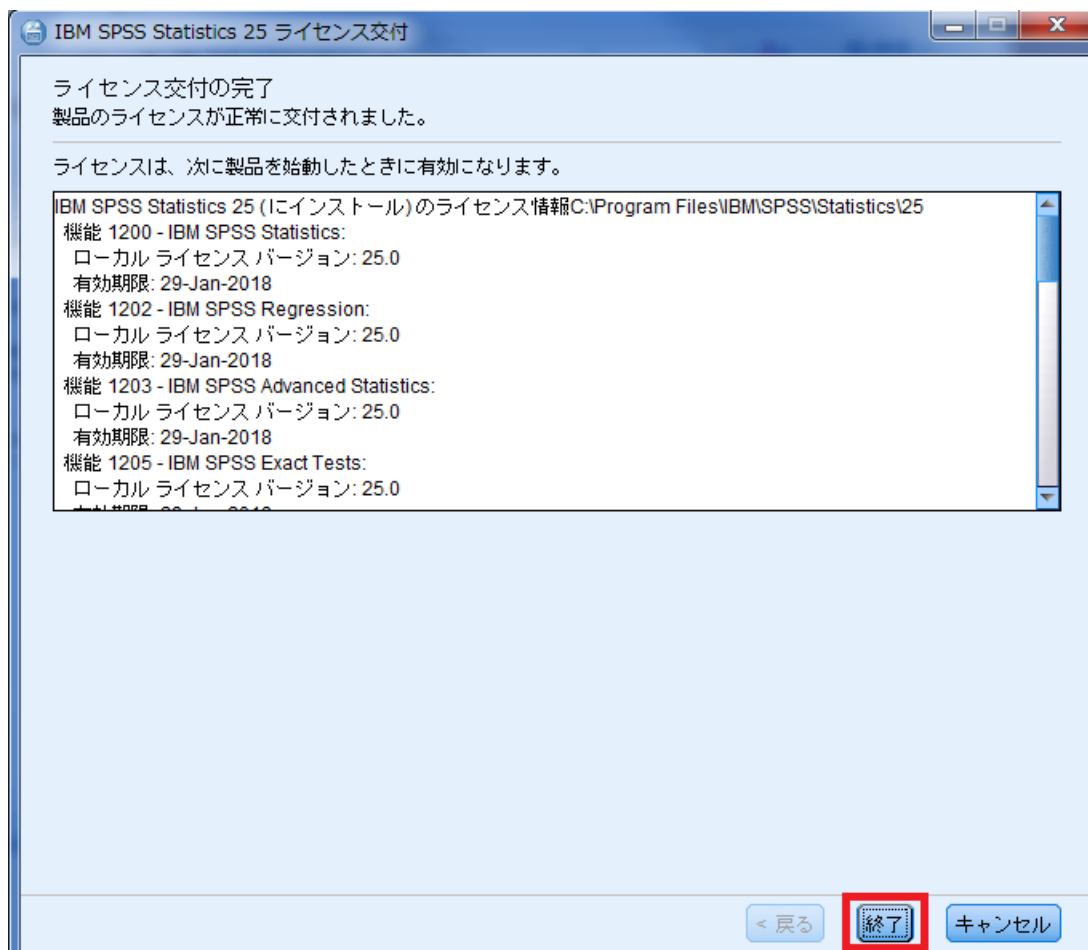 IBM SPSS Statistics 25 ライセンス交付
ライセンス交付の完了
製品のライセンスが正常に交付されました。
ライセンスは、次に製品を始動したときに有効になります。
IBM SPSS Statistics 25 (にインストール)のライセンス情報C:\Program Files\IBM\SPSS\Statistics\25
機能 1200 - IBM SPSS Statistics:
ローカル ライセンス バージョン: 25.0
有効期限: 29-Jan-2018
機能 1202 - IBM SPSS Regression:
ローカル ライセンス バージョン: 25.0
有効期限: 29-Jan-2018
機能 1203 - IBM SPSS Advanced Statistics:
ローカル ライセンス バージョン: 25.0
有効期限: 29-Jan-2018
機能 1205 - IBM SPSS Exact Tests:
ローカル ライセンス バージョン: 25.0
< 戻る 終了 キャンセル